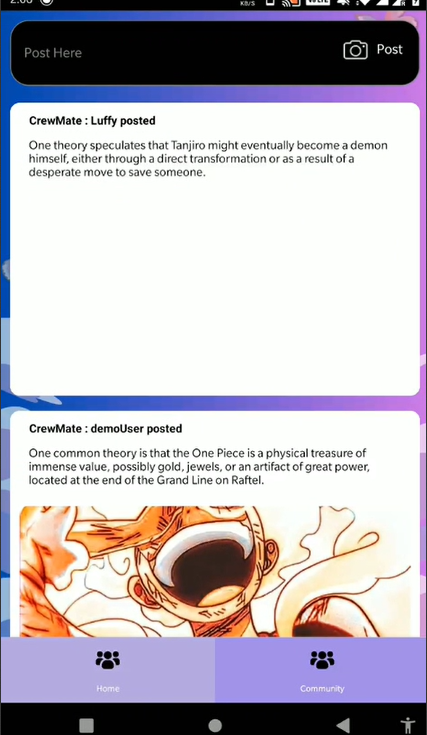 2:06
KB/S
Post Here
Post
CrewMate : Luffy posted
One theory speculates that Tanjiro might eventually become a demon
himself, either through a direct transformation or as a result of a
desperate move to save someone.
CrewMate : demoUser posted
One common theory is that the One Piece is a physical treasure of
immense value, possibly gold, jewels, or an artifact of great power,
located at the end of the Grand Line on Raftel.
Home
Community